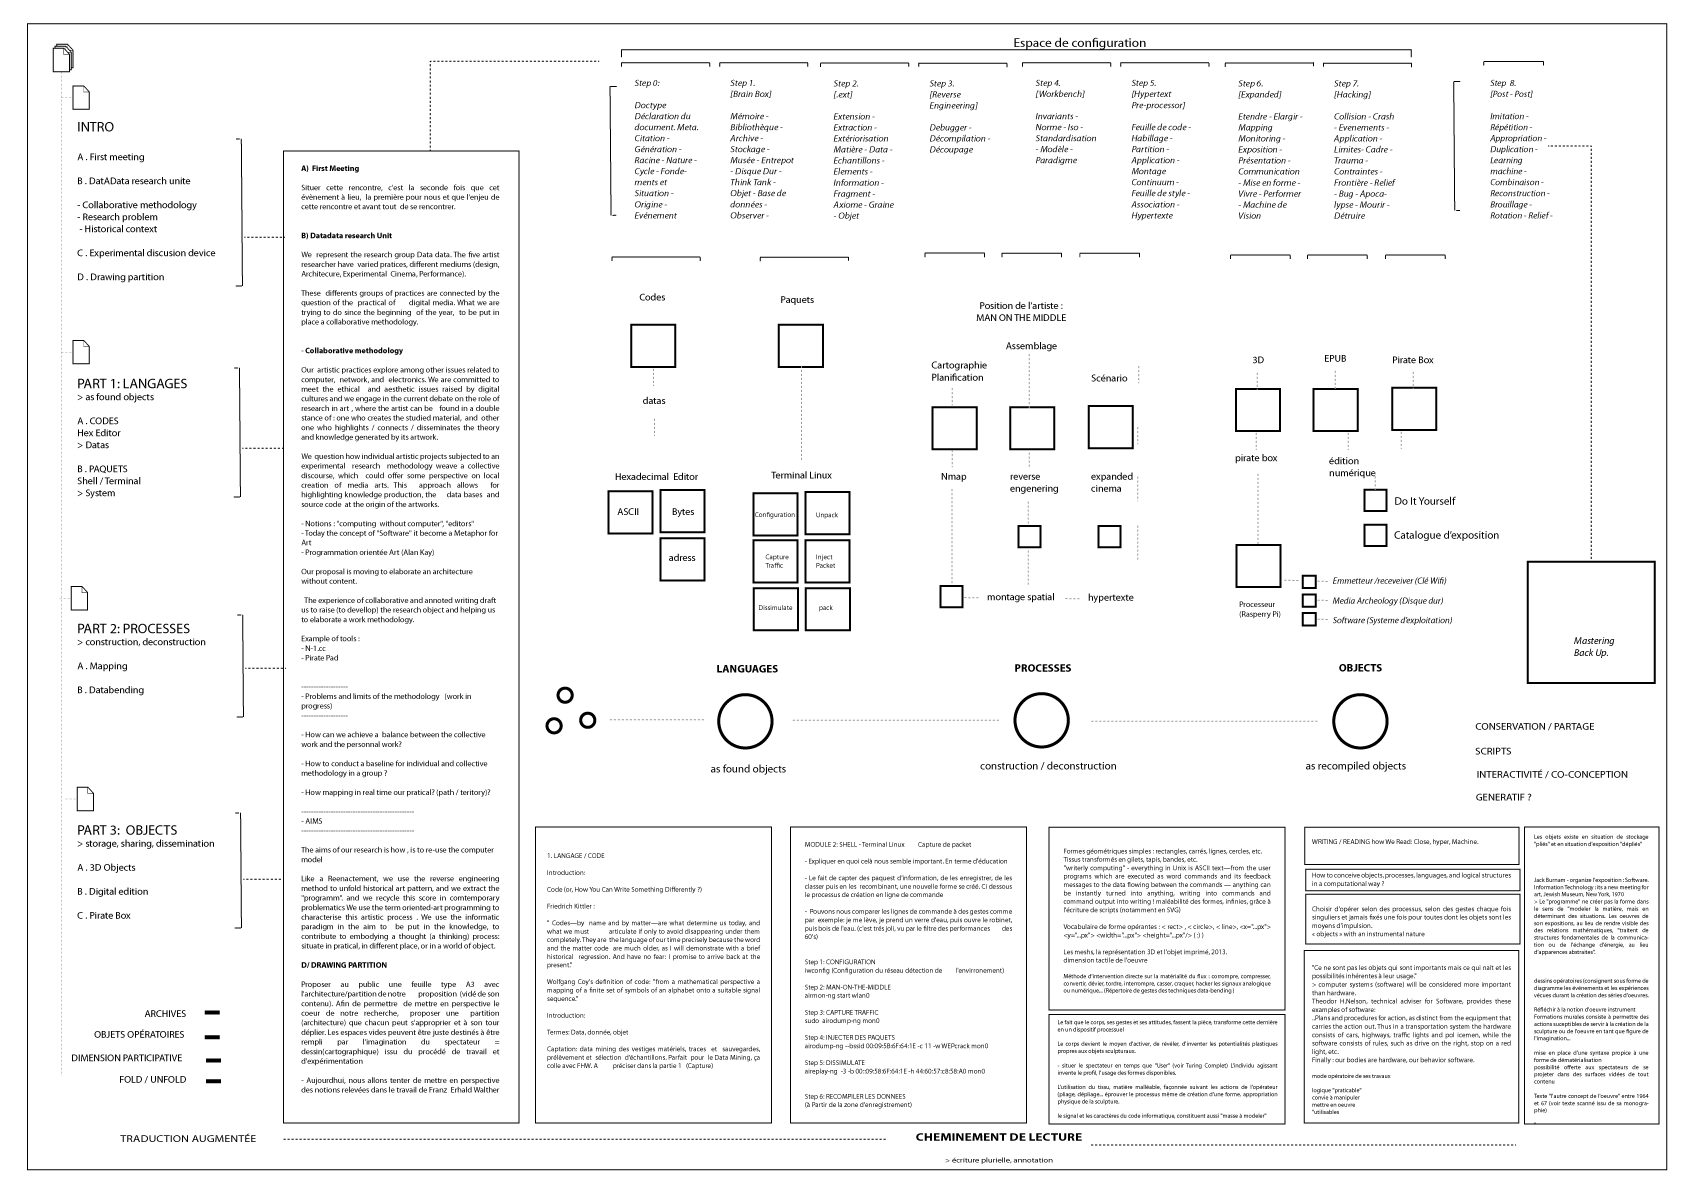 Espace de configuration
Step 0:
Doctype
Déclaration du
document. Meta.
Citation -
Génération -
Racine - Nature -
Cycle - Fonde-
ments et
Situation -
Origine -
Evénement
Step 1.
[Brain Box]
Mémoire -
Bibliothèque -
Archive -
Stockage -
Musée - Entrepot
- Disque Dur -
Think Tank -
Objet - Base de
données -
Observer -
Step 2.
[.ext]
Extension -
Extraction -
Extériorisation
Matière - Data -
Echantillons -
Elements -
Information -
Fragment -
Axiome - Graine
- Objet
Step 3.
[Reverse
Engineering]
Debugger -
Décompilation -
Découpage
Step 4.
[Workbench]
Invariants -
Norme - Iso -
Standardisation
- Modèle -
Paradigme
Step 5.
[Hypertext
Pre-processor]
Feuille de code -
Habillage -
Partition -
Application -
Montage
Continuum -
Feuille de style -
Association -
Hypertexte
Step 6.
[Expanded]
Etendre - Elargir -
Mapping
Monitoring -
Exposition -
Présentation -
Communication
- Mise en forme -
Vivre - Performer
- Machine de
Vision
Step 7.
[Hacking]
Collision - Crash
- Evenements -
Application -
Limites- Cadre -
Trauma -
Contraintes -
Frontière - Relief
- Bug - Apoca-
lypse - Mourir -
Détruire
Step 8.
[Post - Post]
Imitation -
Répétition -
Appropriation -
Duplication -
Learning
machine -
Combinaison -
Reconstruction -
Brouillage -
Rotation - Relief -
INTRO
A . First meeting
B . DatAData research unite
- Collaborative methodology
- Research problem
- Historical context
C . Experimental discusion device
D . Drawing partition
PART 1: LANGAGES
> as found objects
A . CODES
Hex Editor
> Datas
B . PAQUETS
Shell / Terminal
> System
PART 2: PROCESSES
> construction, deconstruction
A . Mapping
B . Databending
PART 3: OBJECTS
> storage, sharing, dissemination
A . 3D Objects
B . Digital edition
C . Pirate Box
ARCHIVES
OBJETS OPÉRATOIRES
DIMENSION PARTICIPATIVE
FOLD / UNFOLD
A) First Meeting
Situer cette rencontre, c'est la seconde fois que cet
évènement à lieu, la première pour nous et que l'enjeu de
cette rencontre et avant tout de se rencontrer.
B) Datadata research Unit
We represent the research group Data data. The five artist
researcher have varied pratices, different mediums (design,
Architecure, Experimental Cinema, Performance).
These differents groups of practices are connected by the
question of the practical of digital media. What we are
trying to do since the beginning of the year, to be put in
place a collaborative methodology.
- Collaborative methodology
Our artistic practices explore among other issues related to
computer, network, and electronics. We are committed to
meet the ethical and aesthetic issues raised by digital
cultures and we engage in the current debate on the role of
research in art , where the artist can be found in a double
stance of : one who creates the studied material, and other
one who highlights / connects / disseminates the theory
and knowledge generated by its artwork.
We question how individual artistic projects subjected to an
experimental research methodology weave a collective
discourse, which could offer some perspective on local
creation of media arts. This approach allows for
highlighting knowledge production, the data bases and
source code at the origin of the artworks.
- Notions : "computing without computer", "editors"
- Today the concept of "Software" it become a Metaphor for
Art
- Programmation orientée Art (Alan Kay)
Our proposal is moving to elaborate an architecture
without content.
The experience of collaborative and annoted writing draft
us to raise (to devellop) the research object and helping us
to elaborate a work methodology.
Example of tools :
- N-1.cc
- Pirate Pad
-------------------
- Problems and limits of the methodology (work in
progress)
-------------------
- How can we achieve a balance between the collective
work and the personnal work?
- How to conduct a baseline for individual and collective
methodology in a group ?
- How mapping in real time our pratical? (path / teritory)?
----------------------------------------------
- AIMS
----------------------------------------------
The aims of our research is how , is to re-use the computer
model
Like a Reenactement, we use the reverse engineering
method to unfold historical art pattern, and we extract the
"programm". and we recycle this score in contemporary
problematics We use the term oriented-art programming to
characterise this artistic process . We use the informatic
paradigm in the aim to be put in the knowledge, to
contribute to embodying a thought (a thinking) process:
situate in pratical, in different place, or in a world of object.
D/ DRAWING PARTITION
Proposer au public une feuille type A3 avec
l'architecture/partition de notre proposition (vidé de son
contenu). Afin de permettre de mettre en perspective le
coeur de notre recherche, proposer une partition
(architecture) que chacun peut s'approprier et à son tour
déplier. Les espaces vides peuvent être juste destinés à être
rempli par l'imagination du spectateur =
dessin(cartographique) issu du procédé de travail et
d'expérimentation
- Aujourdhui, nous allons tenter de mettre en perspective
des notions relevées dans le travail de Franz Erhald Walther
Codes
datas
Hexadecimal Editor
ASCII
Bytes
adress
Paquets
Terminal Linux
Configuration
Unpack
Capture
Traffic
Inject
Packet
Dissimulate
pack
Position de l'artiste :
MAN ON THE MIDDLE
Assemblage
Cartographie
Planification
Scénario
Nmap
reverse
engenering
expanded
cinema
montage spatial
hypertexte
3D
EPUB
Pirate Box
pirate box
édition
numérique
Do It Yourself
Catalogue d'exposition
Processeur
(Rasperry Pi)
Emmetteur /receveiver (Clé Wifi)
Media Archeology (Disque dur)
Software (Systeme d'exploitation)
Mastering
Back Up.
LANGUAGES
as found objects
PROCESSES
construction / deconstruction
OBJECTS
as recompiled objects
CONSERVATION / PARTAGE
SCRIPTS
INTERACTIVITÉ / CO-CONCEPTION
GENERATIF ?
1. LANGAGE / CODE
Introduction:
Code (or, How You Can Write Something Differently ?)
Friedrich Kittler :
" Codes—by name and by matter—are what determine us today, and
what we must articulate if only to avoid disappearing under them
completely. They are the language of our time precisely because the word
and the matter code are much older, as I will demonstrate with a brief
historical regression. And have no fear: I promise to arrive back at the
present."
Wolfgang Coy's definition of code: "from a mathematical perspective a
mapping of a finite set of symbols of an alphabet onto a suitable signal
sequence."
Introduction:
Termes: Data, donnée, objet
Captation: data mining des vestiges matériels, traces et sauvegardes,
prélèvement et sélection d'échantillons. Parfait pour le Data Mining, ça
colle avec FHW. A préciser dans la partie 1 (Capture)
MODULE 2: SHELL - Terminal Linux Capture de packet
- Expliquer en quoi celà nous semble important. En terme d'éducation
- Le fait de capter des paquest d'information, de les enregistrer, de les
classer puis en les recombinant, une nouvelle forme se créé. Ci dessous
le processus de création en ligne de commande
- Pouvons nous comparer les lignes de commande à des gestes comme
par exemple: je me lève, je prend un verre d'eau, puis ouvre le robinet,
puis bois de l'eau. (c'est très joli, vu par le filtre des performances des
60's)
Step 1: CONFIGURATION
iwconfig (Configuration du réseau détection de l'environnement)
Step 2: MAN-ON-THE-MIDDLE
airmon-ng start wlan0
Step 3: CAPTURE TRAFFIC
sudo airodump-ng mon0
Step 4: INJECTER DES PAQUETS
airodump-ng --bssid 00:09:5B:6F:64:1E -c 11 -w WEPcrack mon0
Step 5: DISSIMULATE
aireplay-ng -3 -b 00:09:58:6F:64:1E -h 44:60:57:c8:58:A0 mon0
Step 6: RECOMPILER LES DONNEES
(à Partir de la zone d'enregistrement)
Formes géométriques simples : rectangles, carrés, lignes, cercles, etc.
Tissus transformés en gilets, tapis, bandes, etc.
"writerly computing" - everything in Unix is ASCII text—from the user
programs which are executed as word commands and its feedback
messages to the data flowing between the commands — anything can
be instantly turned into anything, writing into commands and
command output into writing ! maléabilité des formes, infinies, grâce à
l'écriture de scripts (notamment en SVG)
Vocabulaire de forme opérantes : < rect> , < circle>, < line>, <x="...px">
<y="...px"> <width="...px"> <height="...px"/> ( :) )
Les meshs, la représentation 3D et l'objet imprimé, 2013.
dimension tactile de l'oeuvre
Méthode d'intervention directe sur la matérialité du flux : corrompre, compresser,
convertir, dévier, tordre, interrompre, casser, craquer, hacker les signaux analogique
ou numérique... (Répertoire de gestes des techniques data-bending )
Le fait que le corps, ses gestes et ses attitudes, fassent la pièce, transforme cette dernière
en un dispositif processuel
Le corps devient le moyen d'activer, de révéler, d'inventer les potentialités plastiques
propres aux objets sculpturaux.
- situer le spectateur en temps que "User" (voir Turing Complet) l'indivdu agissant
invente le profil, l'usage des formes disponibles.
L'utilisation du tissu, matière malléable, façonnée suivant les actions de l'opérateur
(pliage, dépliage... éprouver le processus même de création d'une forme, appropriation
physique de la sculpture.
le signal et les caractères du code informatique, constituent aussi "masse à modeler"
WRITING / READING how We Read: Close, hyper, Machine.
How to conceive objects, processes, languages, and logical structures
in a computational way ?
Choisir d'opérer selon des processus, selon des gestes chaque fois
singuliers et jamais fixés une fois pour toutes dont les objets sont les
moyens d'impulsion.
< objects > with an instrumental nature
"Ce ne sont pas les objets qui sont importants mais ce qui naît et les
possibilités inhérentes à leur usage."
> computer systems (software) will be considered more important
than hardware.
Theodor H.Nelson, technical adviser for Software, provides these
examples of software:
..Plans and procedures for action, as distinct from the equipment that
carries the action out. Thus in a transportation system the hardware
consists of cars, highways, traffic lights and pol icemen, while the
software consists of rules, such as drive on the right, stop on a red
light, etc.
Finally : our bodies are hardware, our behavior software.
mode opératoire de ses travaux
logique "praticable"
convie à manipuler
mettre en oeuvre
"utilisables
Les objets existe en situation de stockage
"pliés" et en situation d'exposition "dépliés"
Jack Burnam - organize l'exposition : Software.
Information Technology : its a new meeting for
art, Jewish Museum, New York, 1970
> Le "programme" ne créer pas la forme dans
le sens de "modeler la matière, mais en
déterminant des situations. Les oeuvres de
son expositions, au lieu de rendre visible des
des relations mathématiques, "traitent de
structures fondamentales de la communica-
tion ou de l'échange d'énergie, au lieu
d'apparences abstraites".
dessins opératoires (consignent sous forme de
diagramme les événements et les expériences
vécues durant la création des séries d'oeuvres.
Réfléchir à la notion d'oeuvre instrument
Formations murales consiste à permettre des
actions suceptibles de servir à la création de la
sculpture ou de l'oeuvre en tant que figure de
l'imagination...
mise en place d'une syntaxe propice à une
forme de dématérialisation
possibilité offerte aux spectateurs de se
projeter dans des surfaces vidées de tout
contenu
Texte "l'autre concept de l'oeuvre" entre 1964
et 67 (voir texte scanné issu de sa monogra-
phie)
TRADUCTION AUGMENTÉE
CHEMINEMENT DE LECTURE
> écriture plurielle, annotation